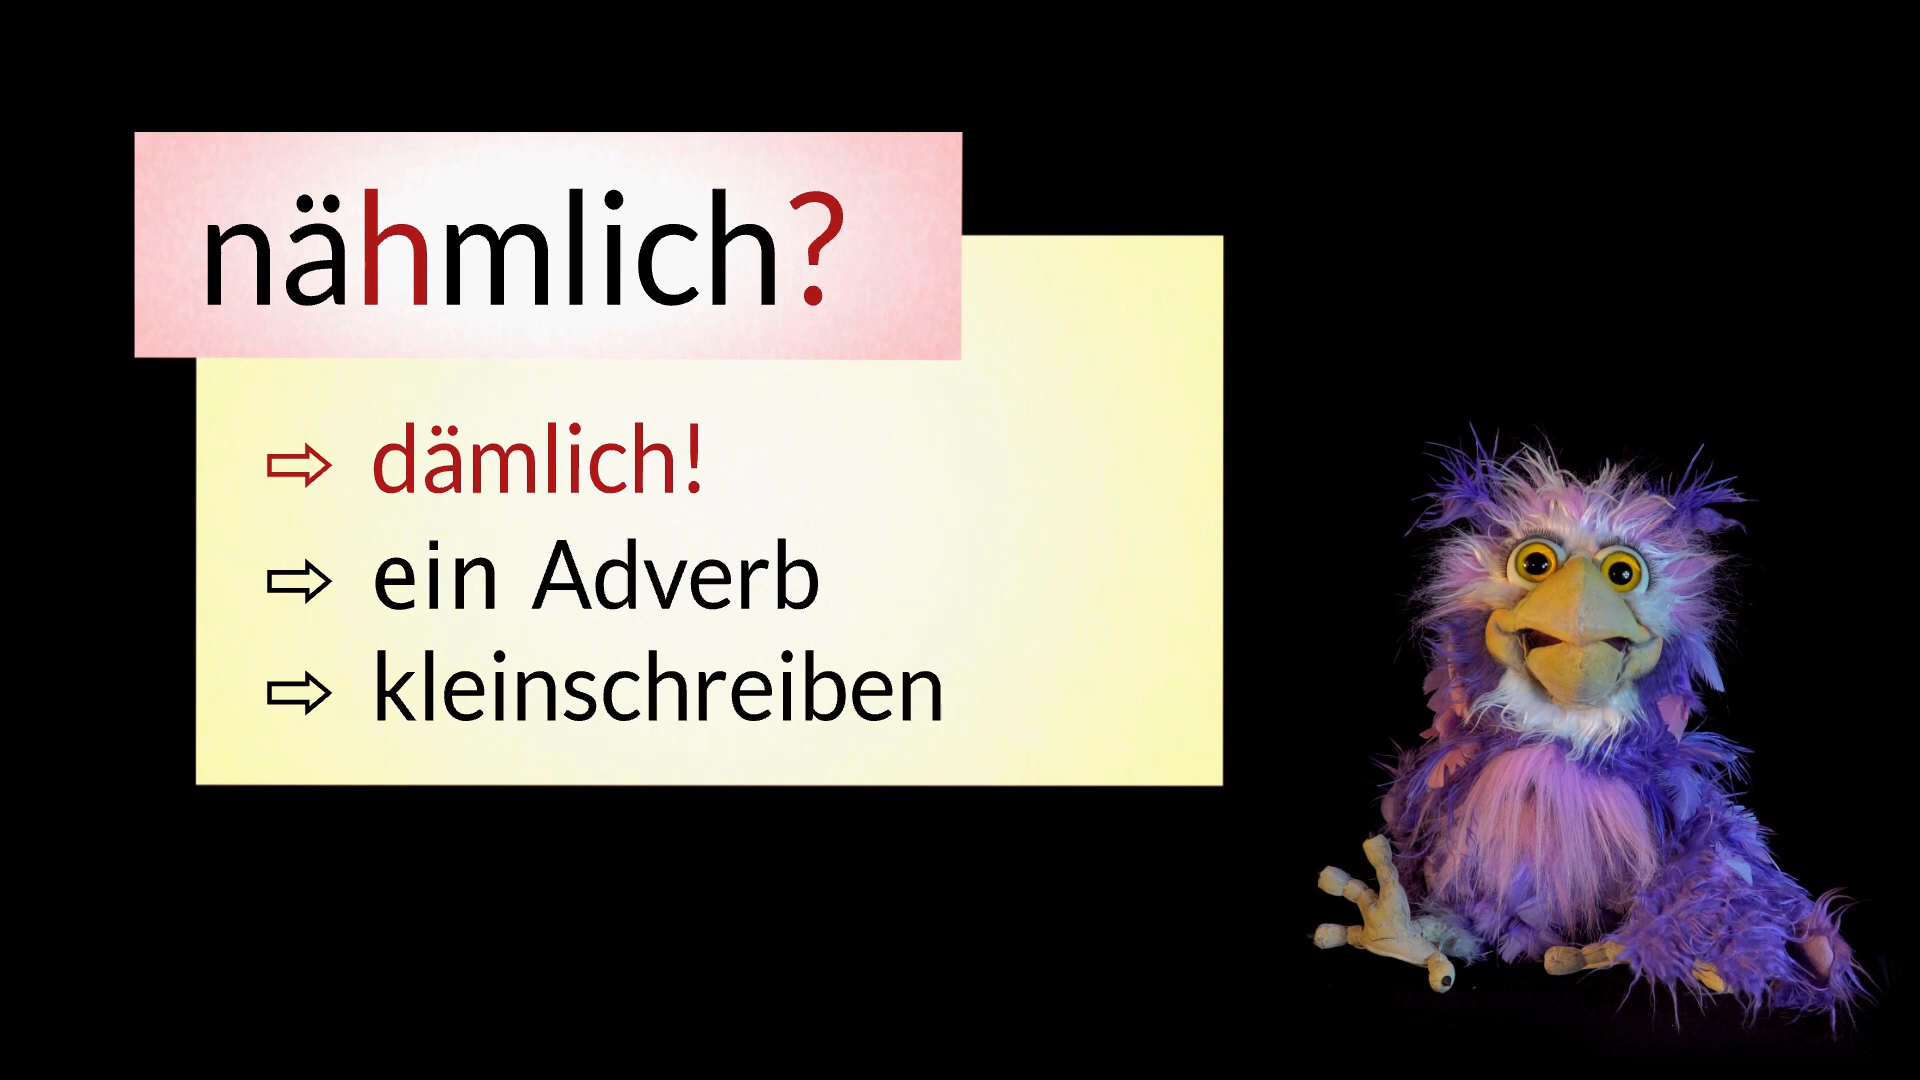 nähmlich?
⇨ dämlich!
⇨ ein Adverb
⇨ kleinschreiben